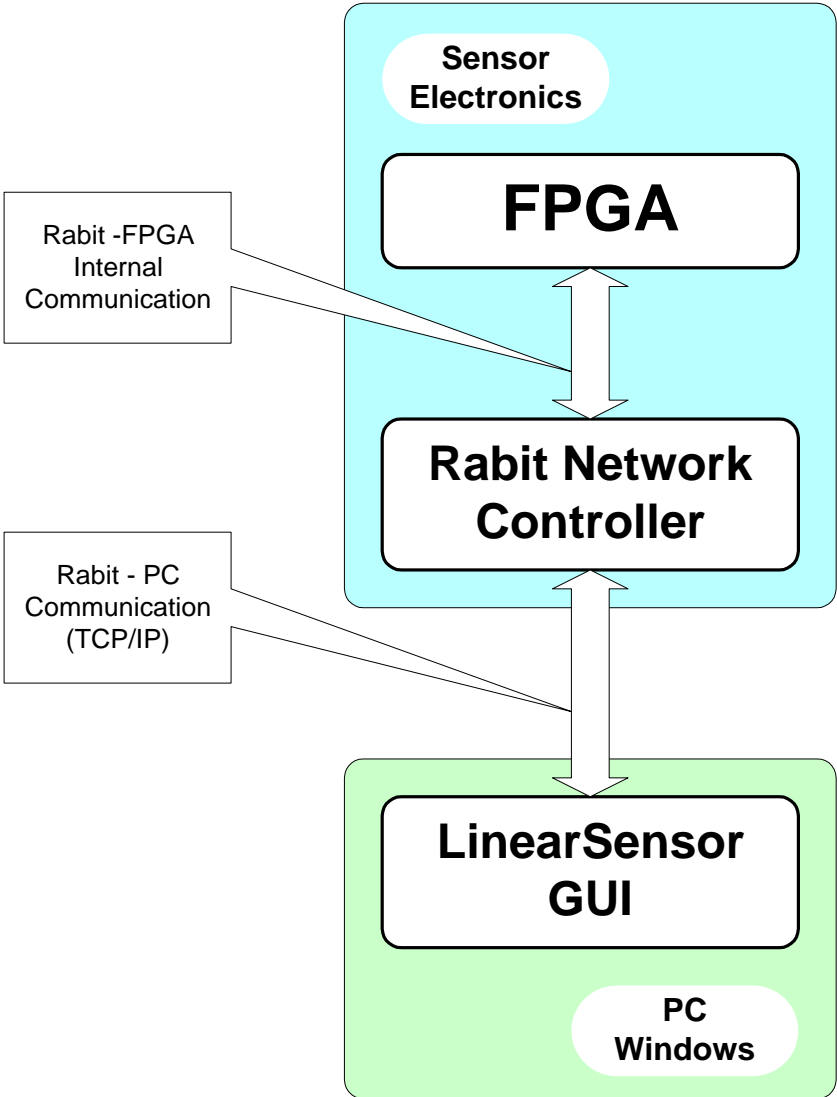 Sensor
Electronics
FPGA
Rabit -FPGA
Internal
Communication
Rabit Network
Controller
Rabit - PC
Communication
(TCP/IP)
LinearSensor
GUI
PC
Windows